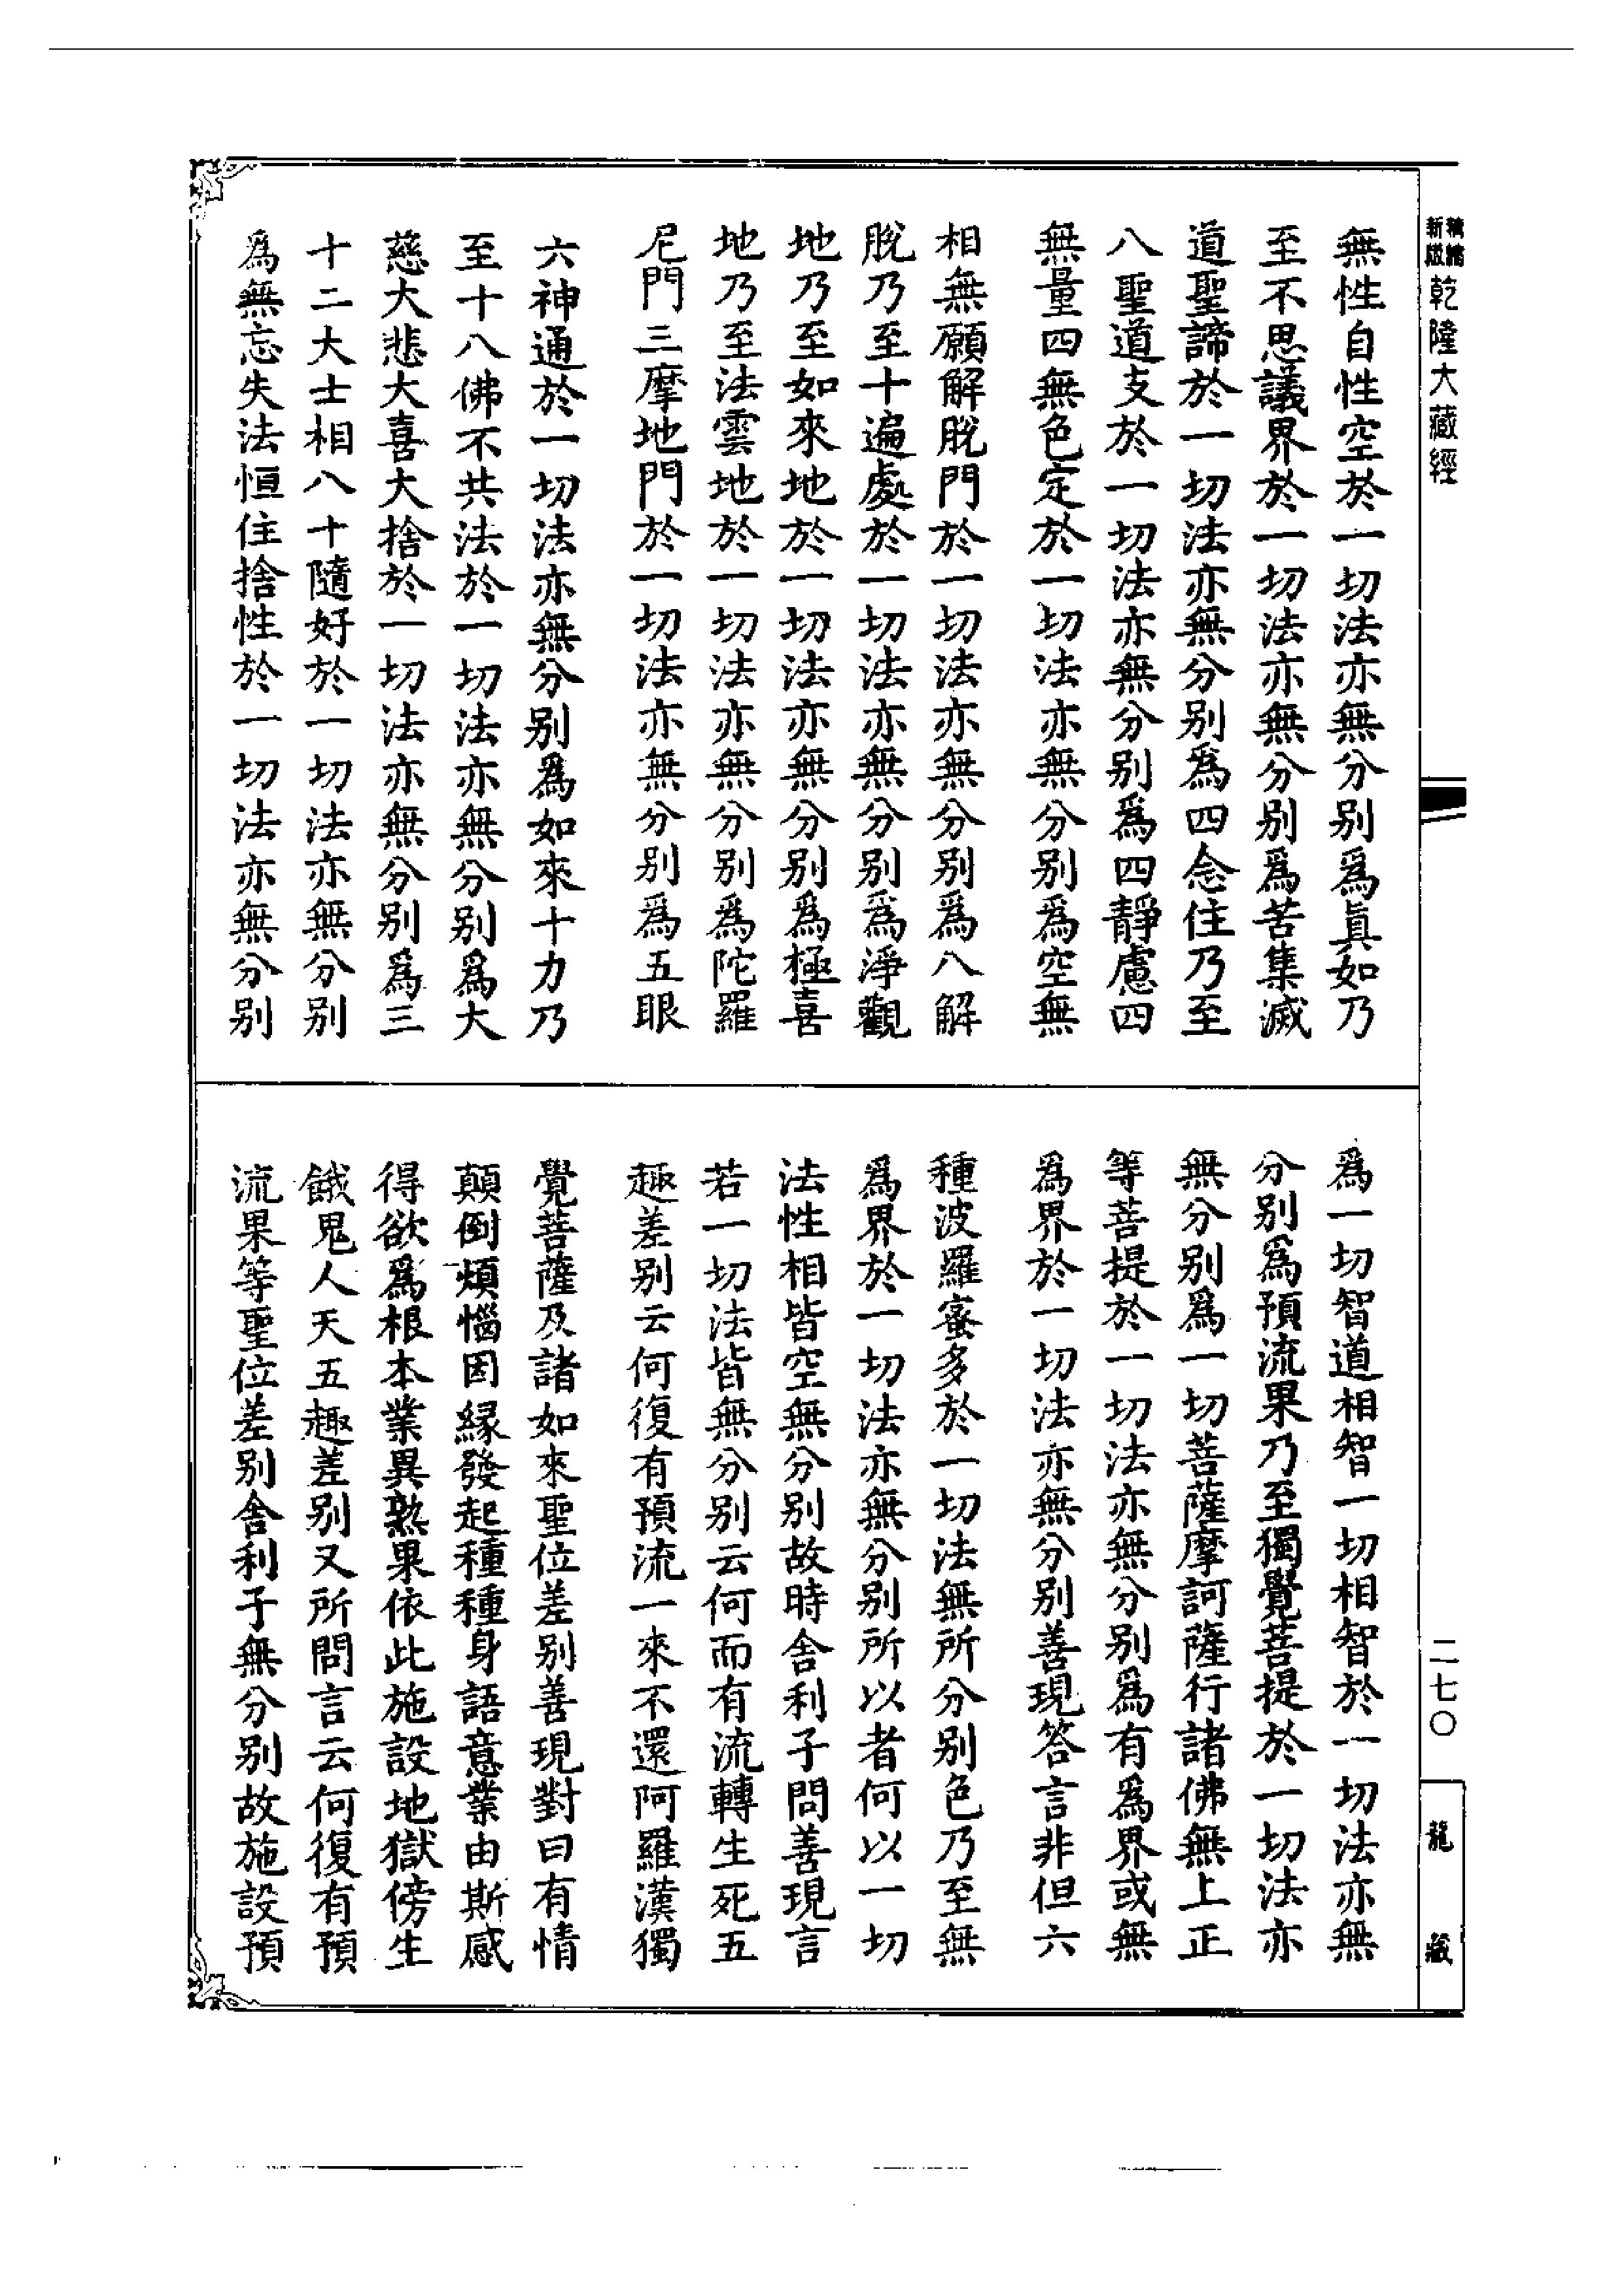 新版精縮
乾隆大藏經
無性自性空於一切法亦無分別爲真如乃
至不思議界於一切法亦無分別爲苦集滅
道聖諦於一切法亦無分別爲四念住乃至
八聖道支於一切法亦無分別爲四靜慮四
無量四無色定於一切法亦無分別爲空無
相無願解脫門於一切法亦無分別爲八解
脫乃至十遍處於一切法亦無分別爲淨觀
地乃至如來地於一切法亦無分別爲極喜
地乃至法雲地於一切法亦無分別爲陀羅
尼門三摩地門於一切法亦無分別爲五眼
六神通於一切法亦無分別爲如來十力乃
至十八佛不共法於一切法亦無分別爲大
慈大悲大喜大捨於一切法亦無分別爲三
十二大士相八十隨好於一切法亦無分別
爲無忘失法恒住捨性於一切法亦無分別
爲一切智道相智一切相智於一切法亦無
分別爲預流果乃至獨覺菩提於一切法亦
無分別爲一切菩薩摩訶薩行諸佛無上正
等菩提於一切法亦無分別爲有爲界或無
爲界於一切法亦無分別善現答言非但六
種波羅蜜多於一切法無所分別色乃至無
爲界於一切法亦無分別所以者何以一切
法性相皆空無分別故時舍利子問善現言
若一切法皆無分別云何而有流轉生死五
趣差別云何復有預流一來不還阿羅漢獨
覺菩薩及諸如來聖位差別善現對曰有情
顛倒煩惱因緣發起種種身語意業由斯感
得欲爲根本業異熟果依此施設地獄傍生
餓鬼人天五趣差別又所問言云何復有預
流果等聖位差別舍利子無分別故施設預
二七〇
龍藏